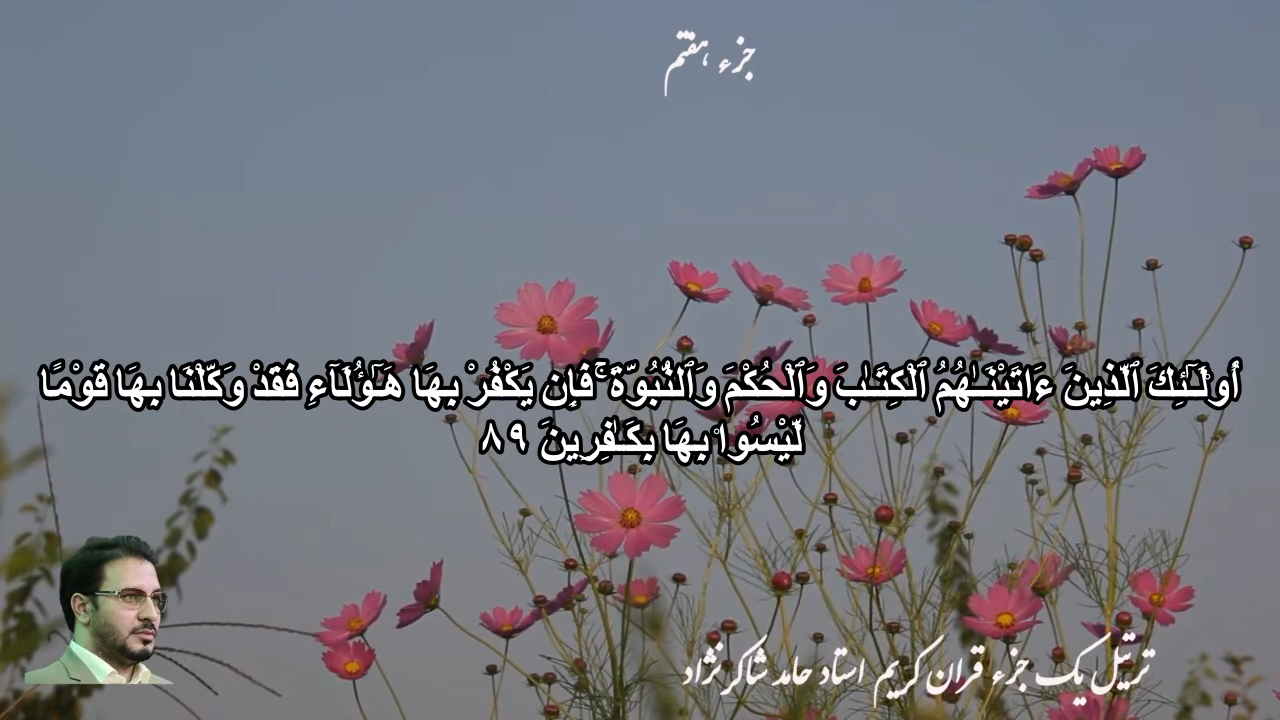 جزء هفتم
أُوْلَـٰٓئِكَ ٱلَّذِينَ ءَاتَيْنَـٰهُمُ ٱلْكِتَـٰبَ وَٱلْحُكْمَ وَٱلنُّبُوَّةَ ۚ فَإِن يَكْفُرْ بِهَا هَـٰٓؤُلَآءِ فَقَدْ وَكَّلْنَا بِهَا قَوْمًا
لَّيْسُوا۟ بِهَا بِكَـٰفِرِينَ ٨٩
ترتیل یک جزء قران کریم استاد حامد شاکرنژاد